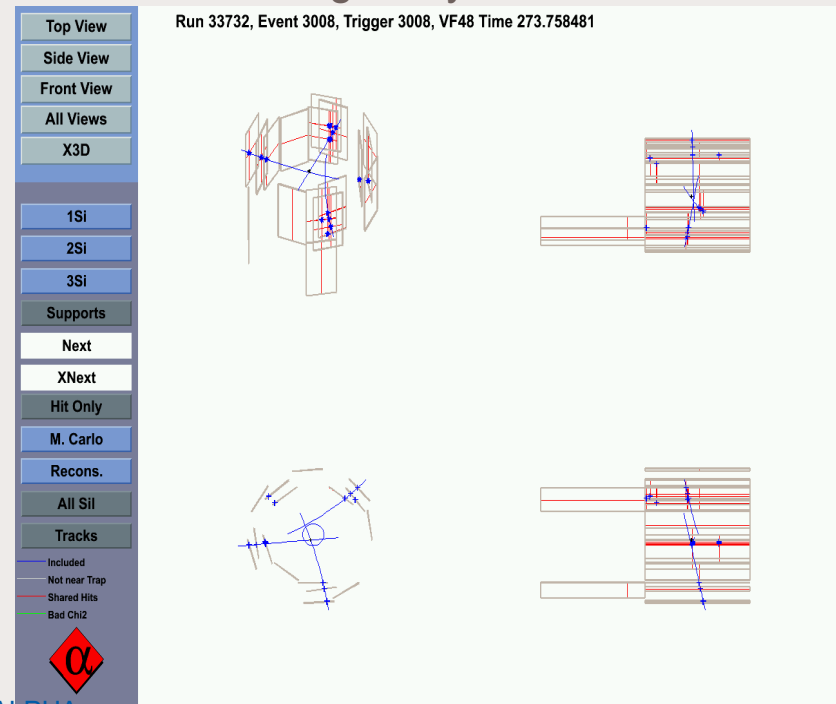 Run 33732, Event 3008, Trigger 3008, VF48 Time 273.758481
Top View
Side View
Front View
All Views
X3D
1Si
2Si
3Si
Supports
Next
XNext
Hit Only
M. Carlo
Recons.
All Sil
Tracks
Included
Not near Trap
Shared Hits
Bad Chi2
α